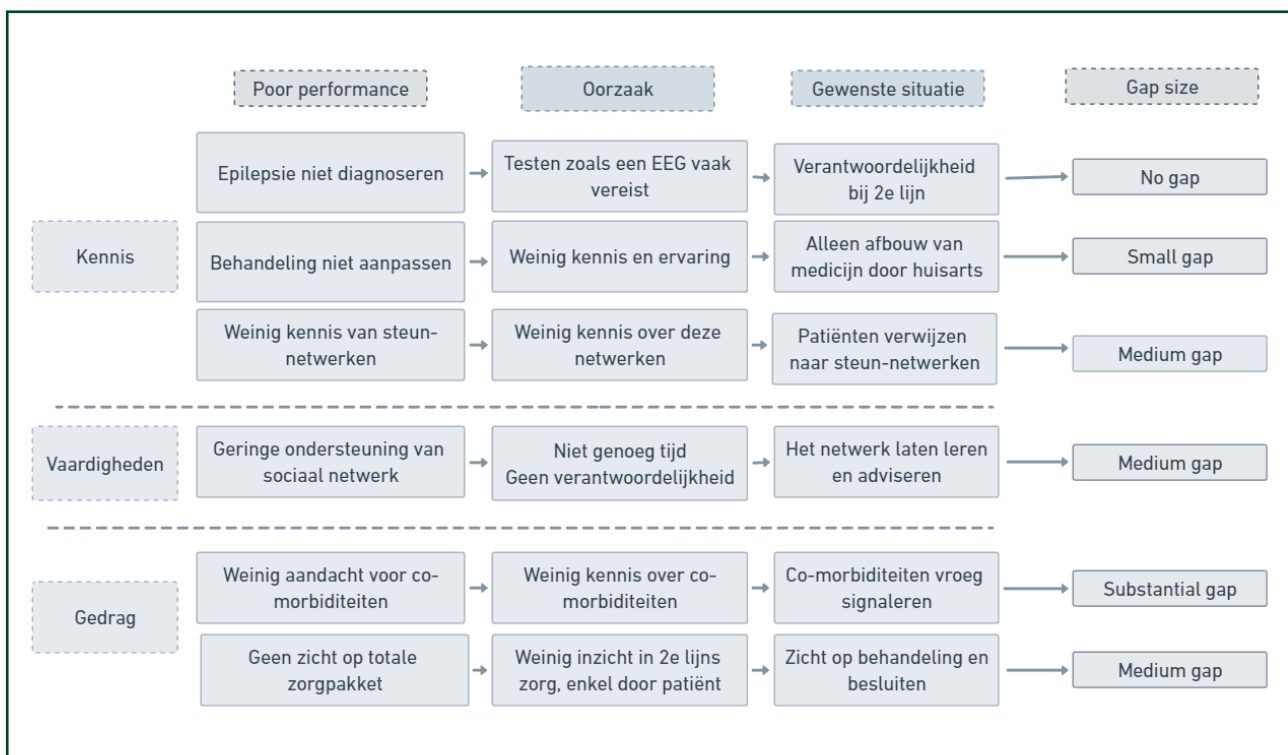 Poor performance
Oorzaak
Gewenste situatie
Gap size
Kennis
Epilepsie niet diagnoseren
Testen zoals een EEG vaak
vereist
Verantwoordelijkheid
bij 2e lijn
No gap
Behandeling niet aanpassen
Weinig kennis en ervaring
Alleen afbouw van
medicijn door huisarts
Small gap
Weinig kennis van steun-
netwerken
Weinig kennis over deze
netwerken
Patiënten verwijzen
naar steun-netwerken
Medium gap
Vaardigheden
Geringe ondersteuning van
sociaal netwerk
Niet genoeg tijd
Geen verantwoordelijkheid
Het netwerk laten leren
en adviseren
Medium gap
Gedrag
Weinig aandacht voor co-
morbiditeiten
Weinig kennis over co-
morbiditeiten
Co-morbiditeiten vroeg
signaleren
Substantial gap
Geen zicht op totale
zorgpakket
Weinig inzicht in 2e lijns
zorg, enkel door patiënt
Zicht op behandeling en
besluiten
Medium gap